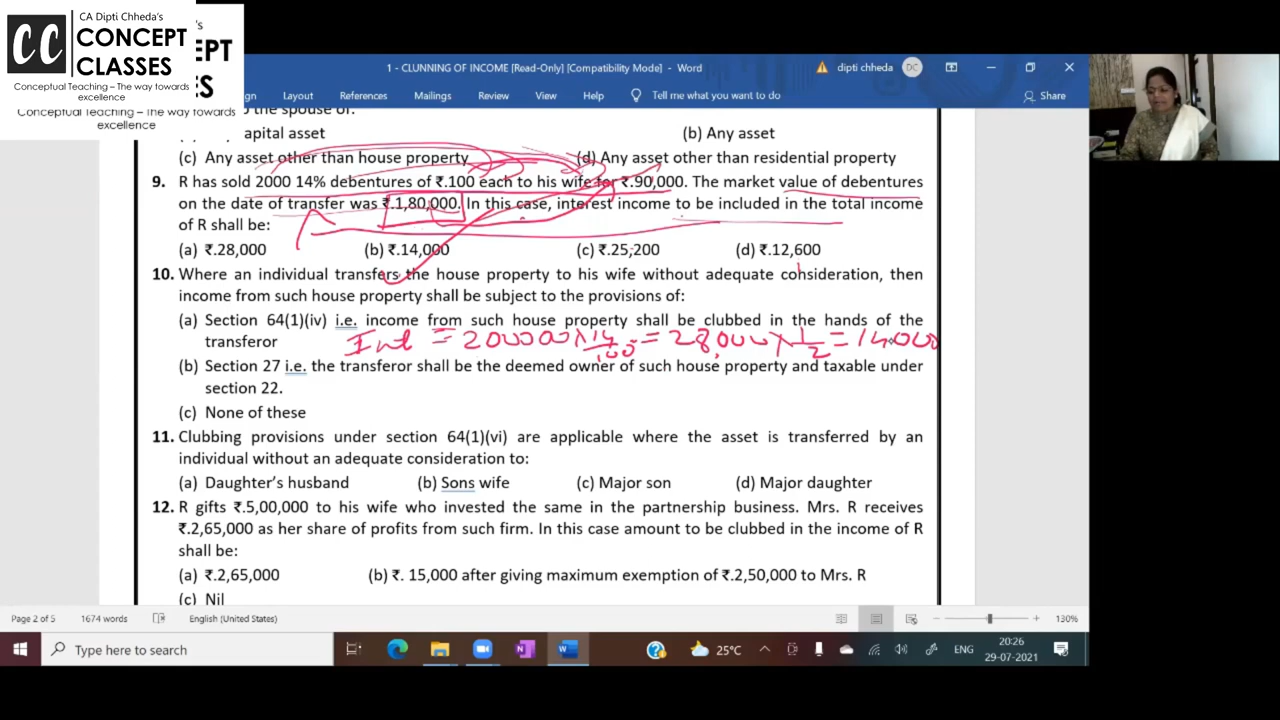 CA Dipti Chheda's
CC CONCEPT CLASSES
Conceptual Teaching – The way towards
excellence
's
PT
S
Conceptual Teaching – The way towards
excellence
1 - CLUNNING OF INCOME [Read-Only] [Compatibility Mode] - Word
dipti chheda DC
gn Layout References Mailings Review View Help Tell me what you want to do Share
the spouse of:
apital asset (b) Any asset
(c) Any asset other than house property (d) Any asset other than residential property
9. R has sold 2000 14% debentures of ₹.100 each to his wife for ₹.90,000. The market value of debentures
on the date of transfer was ₹.1,80,000. In this case, interest income to be included in the total income
of R shall be:
(a) ₹.28,000 (b) ₹.14,000 (c) ₹.25,200 (d) ₹.12,600
10. Where an individual transfers the house property to his wife without adequate consideration, then
income from such house property shall be subject to the provisions of:
(a) Section 64(1)(iv) i.e. income from such house property shall be clubbed in the hands of the
transferor
Int = 200000 x 14/100 = 28,000 x 1/2 = 14000
(b) Section 27 i.e. the transferor shall be the deemed owner of such house property and taxable under
section 22.
(c) None of these
11. Clubbing provisions under section 64(1)(vi) are applicable where the asset is transferred by an
individual without an adequate consideration to:
(a) Daughter's husband (b) Sons wife (c) Major son (d) Major daughter
12. R gifts ₹.5,00,000 to his wife who invested the same in the partnership business. Mrs. R receives
₹.2,65,000 as her share of profits from such firm. In this case amount to be clubbed in the income of R
shall be:
(a) ₹.2,65,000 (b) ₹. 15,000 after giving maximum exemption of ₹.2,50,000 to Mrs. R
(c) Nil
Page 2 of 5 1674 words English (United States) 130%
Type here to search 25°C ENG 20:26
29-07-2021